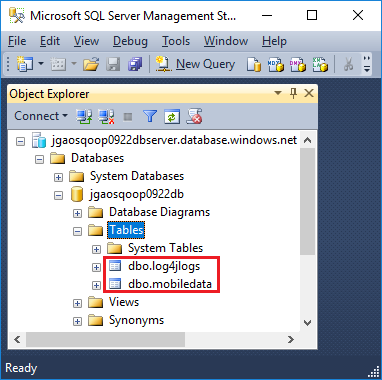 Microsoft SQL Server Management St...
File Edit View Debug Tools Window Help
New Query
Object Explorer
Connect
jgaosqoop0922dbserver.database.windows.net
Databases
System Databases
jgaosqoop0922db
Database Diagrams
Tables
System Tables
dbo.log4jlogs
dbo.mobiledata
Views
Synonyms
Ready